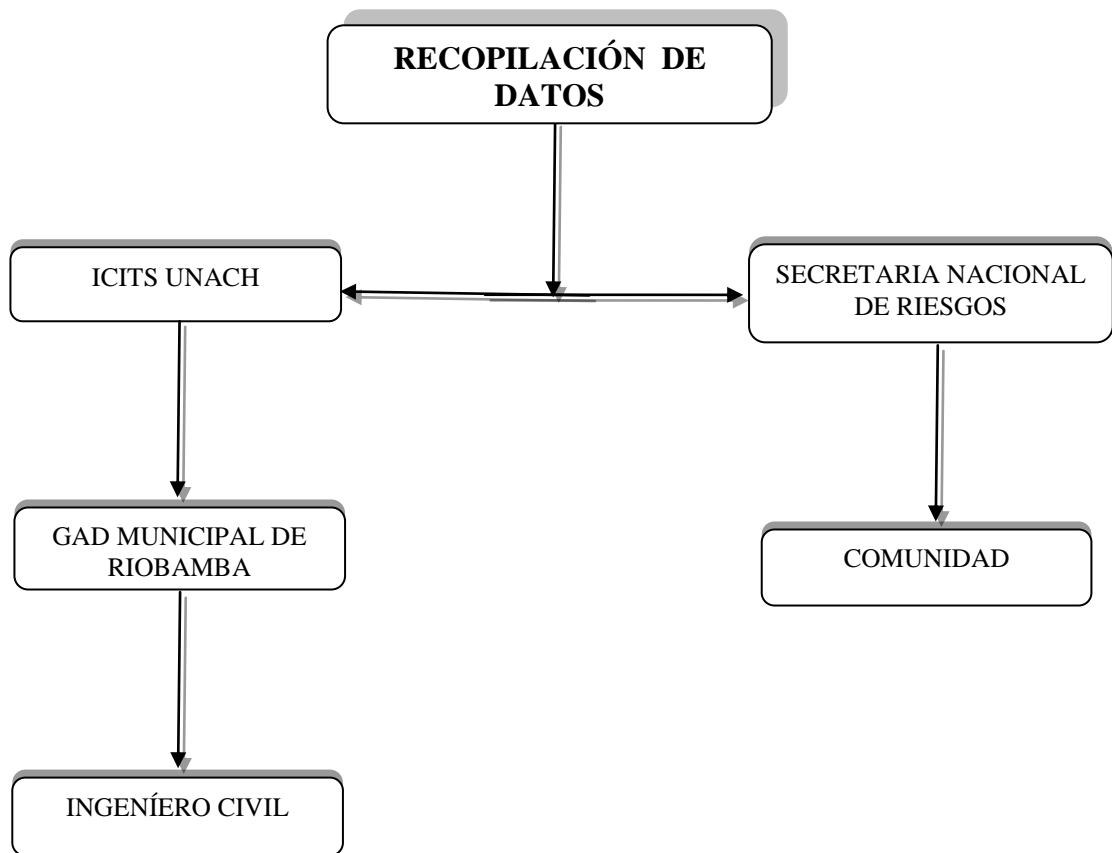 RECOPILACIÓN DE
DATOS
ICITS UNACH
SECRETARIA NACIONAL
DE RIESGOS
GAD MUNICIPAL DE
RIOBAMBA
COMUNIDAD
INGENÍERO CIVIL